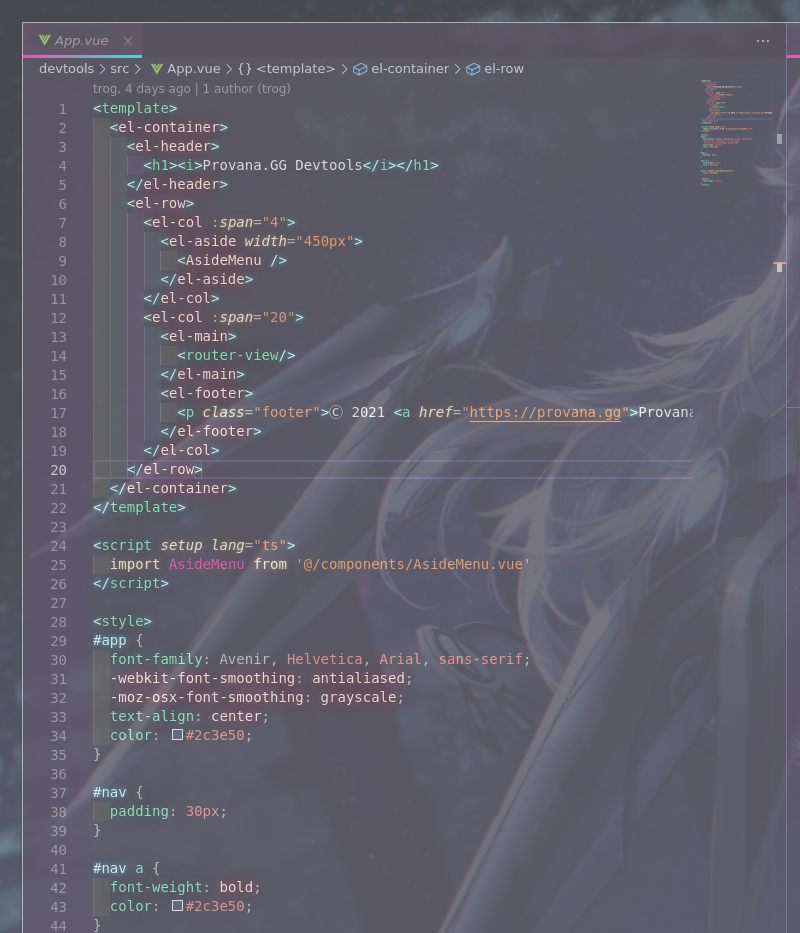 App.vue
devtools > src > App.vue > {} <template> > el-container > el-row
trog, 4 days ago | 1 author (trog)
1 <template>
2 <el-container>
3 <el-header>
4 <h1><i>Provana.GG Devtools</i></h1>
5 </el-header>
6 <el-row>
7 <el-col :span="4">
8 <el-aside width="450px">
9 <AsideMenu />
10 </el-aside>
11 </el-col>
12 <el-col :span="20">
13 <el-main>
14 <router-view/>
15 </el-main>
16 <el-footer>
17 <p class="footer">Ⓒ 2021 <a href="https://provana.gg">Provana
18 </el-footer>
19 </el-col>
20 </el-row>
21 </el-container>
22 </template>
23
24 <script setup lang="ts">
25 import AsideMenu from '@/components/AsideMenu.vue'
26 </script>
27
28 <style>
29 #app {
30 font-family: Avenir, Helvetica, Arial, sans-serif;
31 -webkit-font-smoothing: antialiased;
32 -moz-osx-font-smoothing: grayscale;
33 text-align: center;
34 color: #2c3e50;
35 }
36
37 #nav {
38 padding: 30px;
39 }
40
41 #nav a {
42 font-weight: bold;
43 color: #2c3e50;
44 }